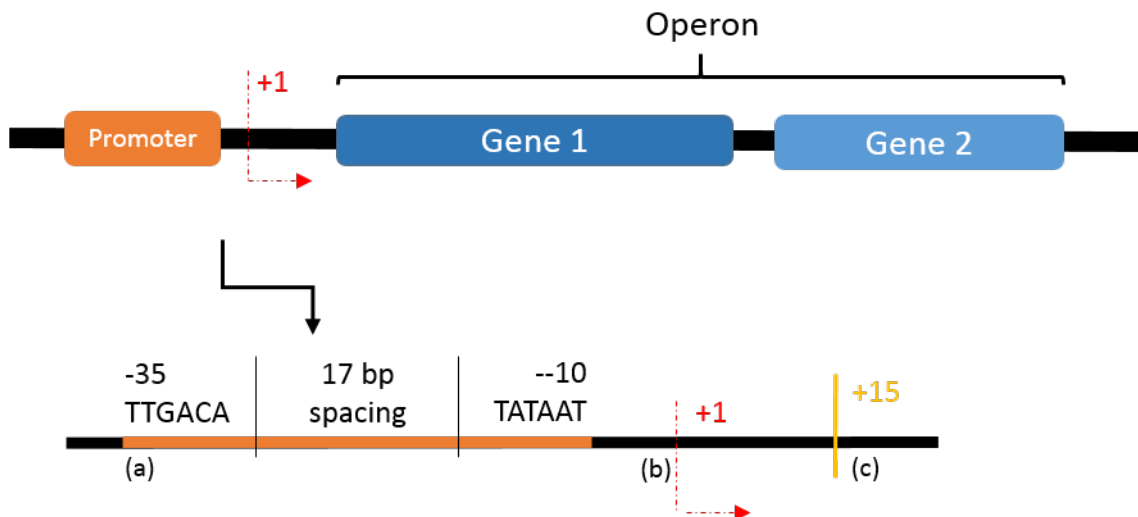 Operon
+1
Promoter
Gene 1
Gene 2
-35
TTGACA
17 bp
spacing
--10
TATAAT
+1
+15
(a)
(b)
(c)